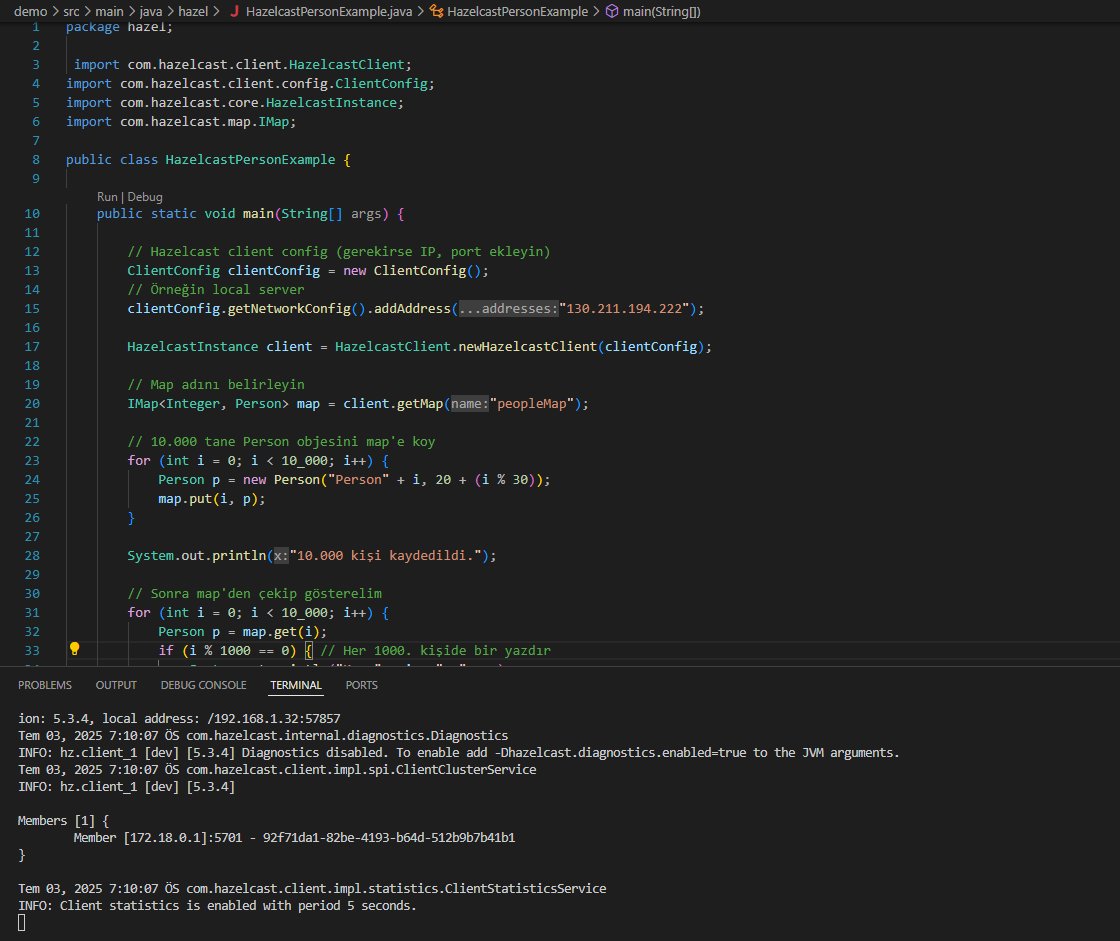 demo > src > main > java > hazel > J HazelcastPersonExample.java > HazelcastPersonExample > main(String[])
1 package hazel;
2
3 import com.hazelcast.client.HazelcastClient;
4 import com.hazelcast.client.config.ClientConfig;
5 import com.hazelcast.core.HazelcastInstance;
6 import com.hazelcast.map.IMap;
7
8 public class HazelcastPersonExample {
9
Run | Debug
10 public static void main(String[] args) {
11
12 // Hazelcast client config (gerekirse IP, port ekleyin)
13 ClientConfig clientConfig = new ClientConfig();
14 // Örneğin local server
15 clientConfig.getNetworkConfig().addAddress(...addresses:"130.211.194.222");
16
17 HazelcastInstance client = HazelcastClient.newHazelcastClient(clientConfig);
18
19 // Map adını belirleyin
20 IMap<Integer, Person> map = client.getMap(name:"peopleMap");
21
22 // 10.000 tane Person objesini map'e koy
23 for (int i = 0; i < 10_000; i++) {
24 Person p = new Person("Person" + i, 20 + (i % 30));
25 map.put(i, p);
26 }
27
28 System.out.println(x:"10.000 kişi kaydedildi.");
29
30 // Sonra map'den çekip gösterelim
31 for (int i = 0; i < 10_000; i++) {
32 Person p = map.get(i);
33 if (i % 1000 == 0) { // Her 1000. kişide bir yazdır
PROBLEMS OUTPUT DEBUG CONSOLE TERMINAL PORTS
ion: 5.3.4, local address: /192.168.1.32:57857
Tem 03, 2025 7:10:07 ÖS com.hazelcast.internal.diagnostics.Diagnostics
INFO: hz.client_1 [dev] [5.3.4] Diagnostics disabled. To enable add -Dhazelcast.diagnostics.enabled=true to the JVM arguments.
Tem 03, 2025 7:10:07 ÖS com.hazelcast.client.impl.spi.ClientClusterService
INFO: hz.client_1 [dev] [5.3.4]
Members [1] {
Member [172.18.0.1]:5701 - 92f71da1-82be-4193-b64d-512b9b7b41b1
}
Tem 03, 2025 7:10:07 ÖS com.hazelcast.client.impl.statistics.ClientStatisticsService
INFO: Client statistics is enabled with period 5 seconds.